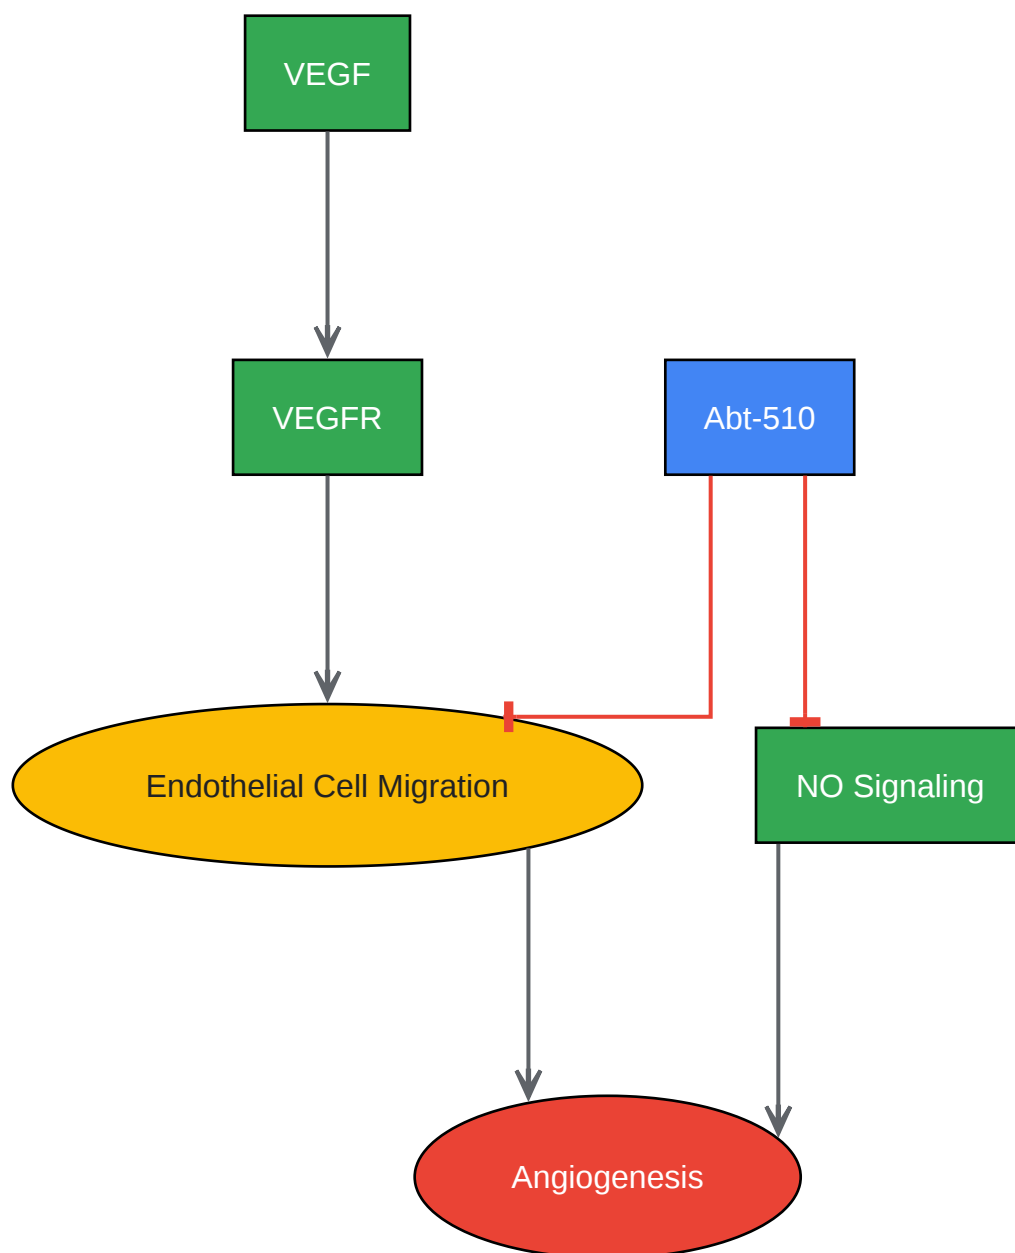 VEGF
VEGFR
Abt-510
Endothelial Cell Migration
NO Signaling
Angiogenesis